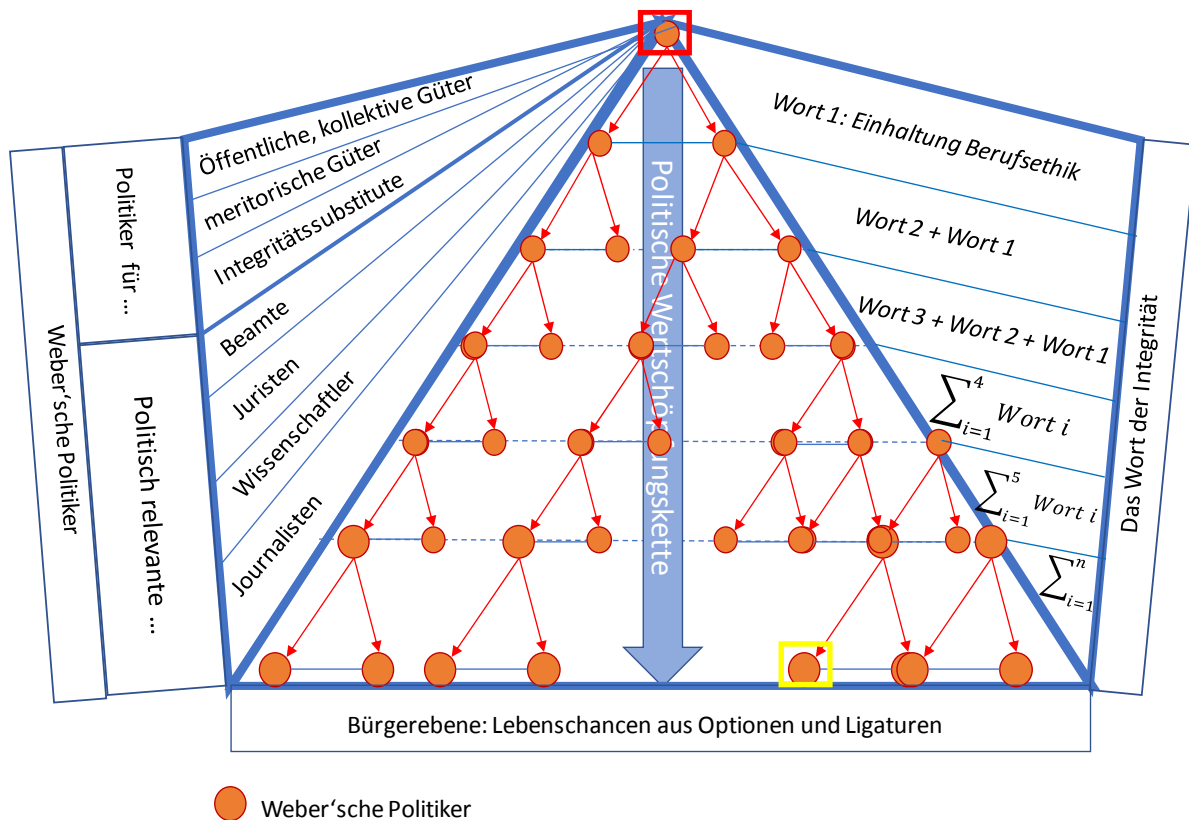 Weber‘sche Politiker
Politiker für ...
Politisch relevante ...
Öffentliche, kollektive Güter
meritorische Güter
Integritätssubstitute
Beamte
Juristen
Wissenschaftler
Journalisten
Politische Wertschöpfungskette
Wort 1: Einhaltung Berufsethik
Wort 2 + Wort 1
Wort 3 + Wort 2 + Wort 1
∑_{i=1}^{4} Wort i
∑_{i=1}^{5} Wort i
∑_{i=1}^{n}
Das Wort der Integrität
Bürgerebene: Lebenschancen aus Optionen und Ligaturen
Weber‘sche Politiker